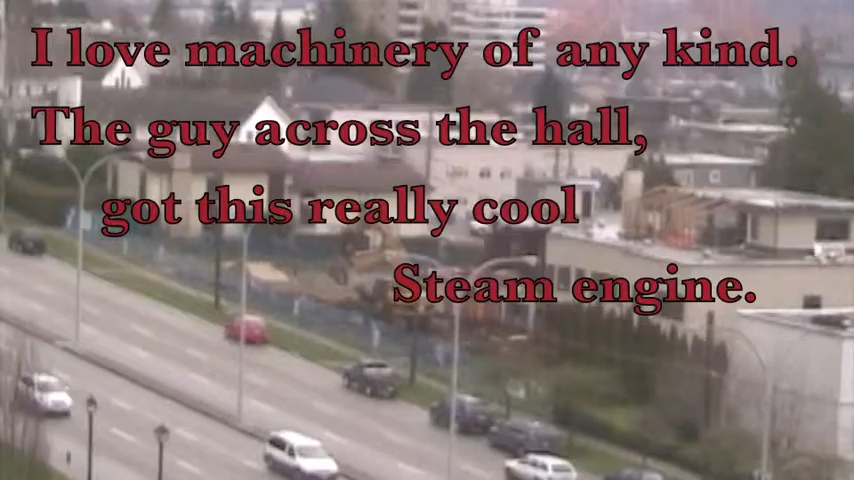 I love machinery of any kind.
The guy across the hall,
got this really cool
Steam engine.